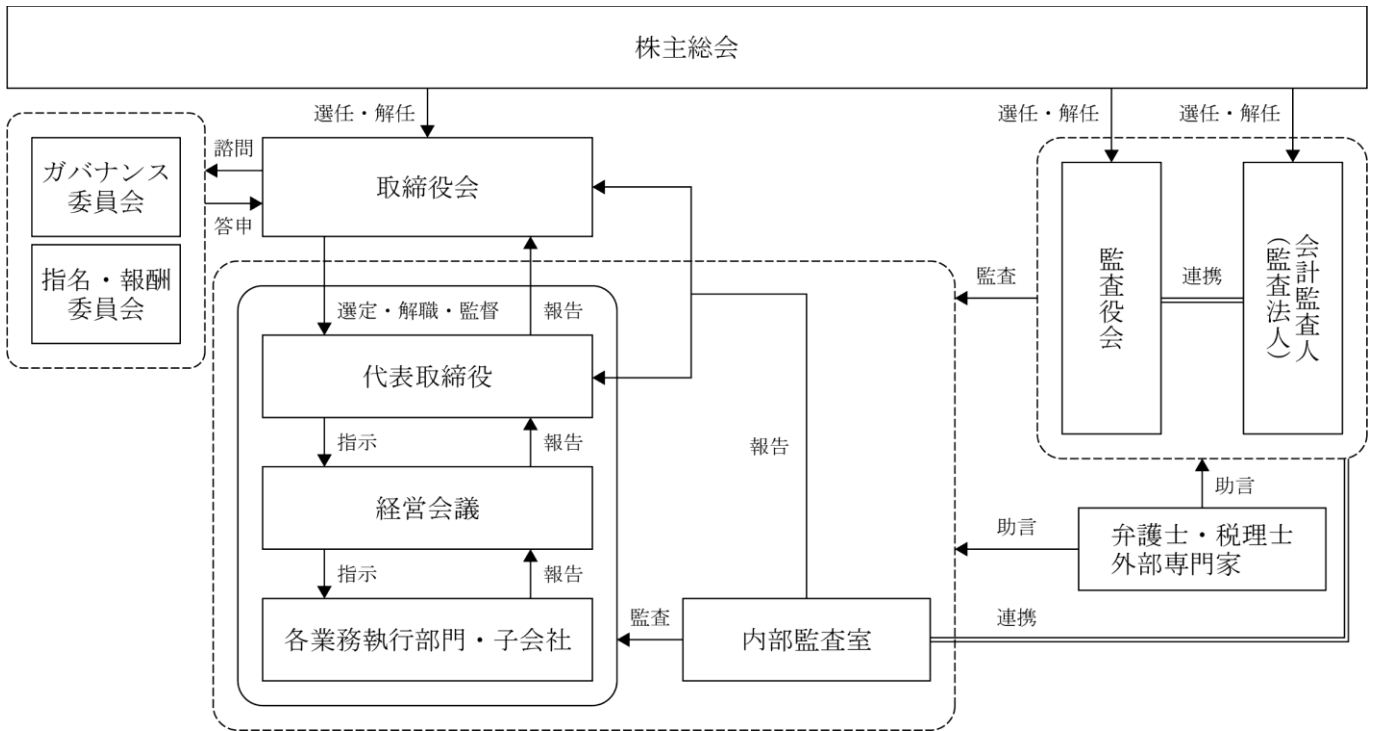 株主総会
選任・解任
選任・解任
選任・解任
ガバナンス
委員会
指名・報酬
委員会
諮問
答申
取締役会
選定・解職・監督
報告
代表取締役
指示
報告
経営会議
指示
報告
各業務執行部門・子会社
監査
内部監査室
報告
監査
監査役会
連携
会計監査人
（監査法人）
助言
助言
弁護士・税理士
外部専門家
連携